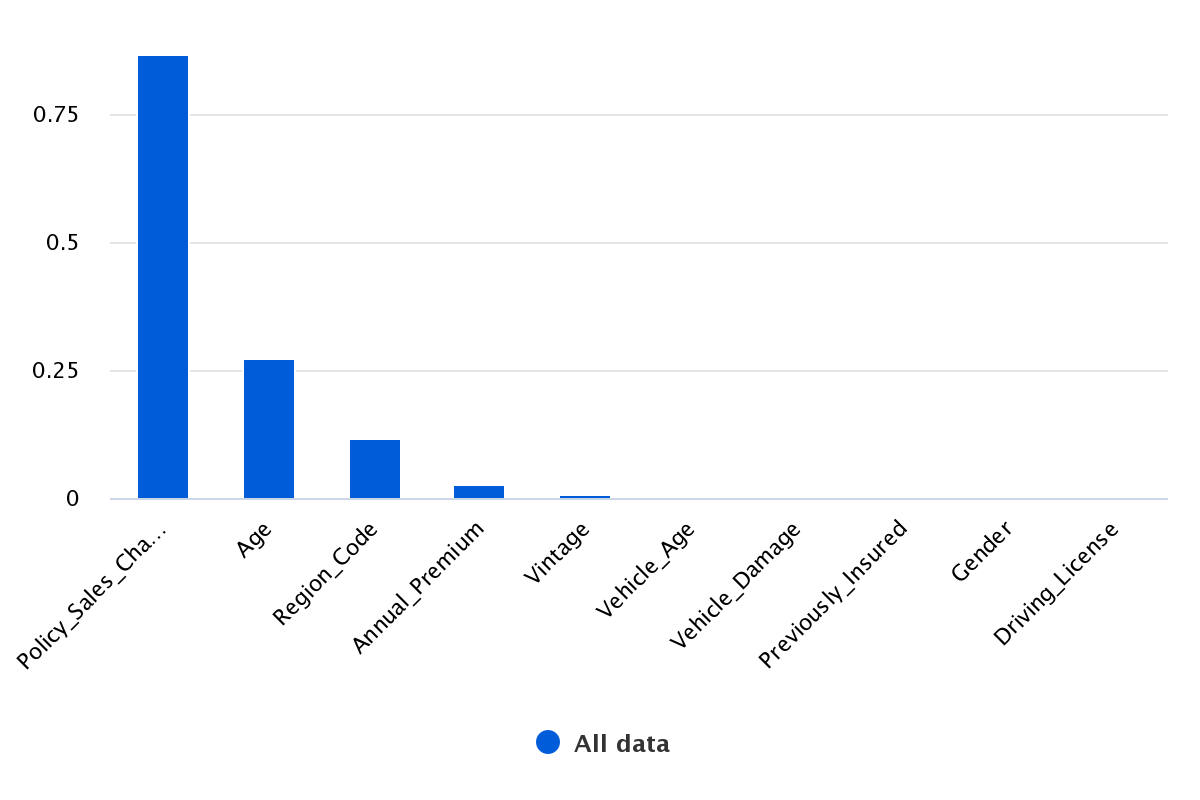 0.75
0.5
0.25
0
Policy_Sales_Cha...
Age
Region_Code
Annual_Premium
Vintage
Vehicle_Age
Vehicle_Damage
Previously_Insured
Gender
Driving_License
All data